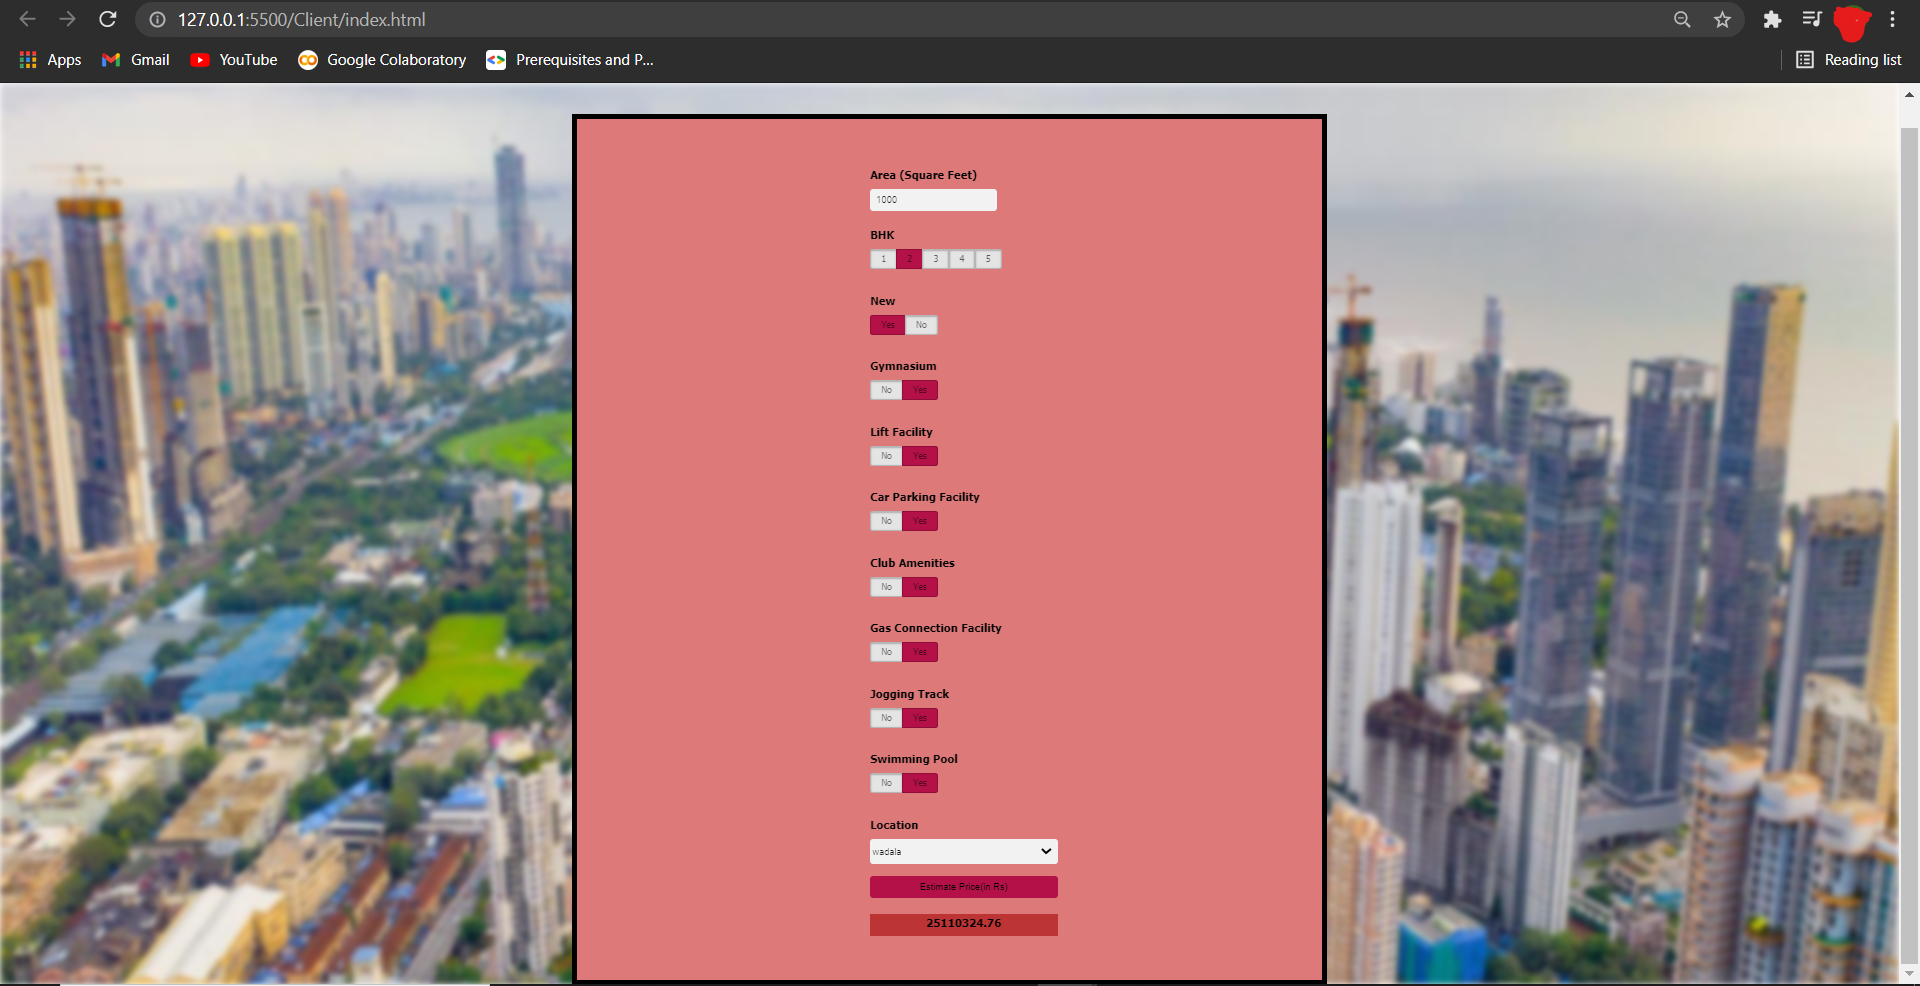 127.0.0.1:5500/Client/index.html
Apps Gmail YouTube Google Colaboratory Prerequisites and P... Reading list
Area (Square Feet)
1000
BHK
1 2 3 4 5
New
Yes No
Gymnasium
No Yes
Lift Facility
No Yes
Car Parking Facility
No Yes
Club Amenities
No Yes
Gas Connection Facility
No Yes
Jogging Track
No Yes
Swimming Pool
No Yes
Location
wadala
Estimate Price(in Rs)
25110324.76